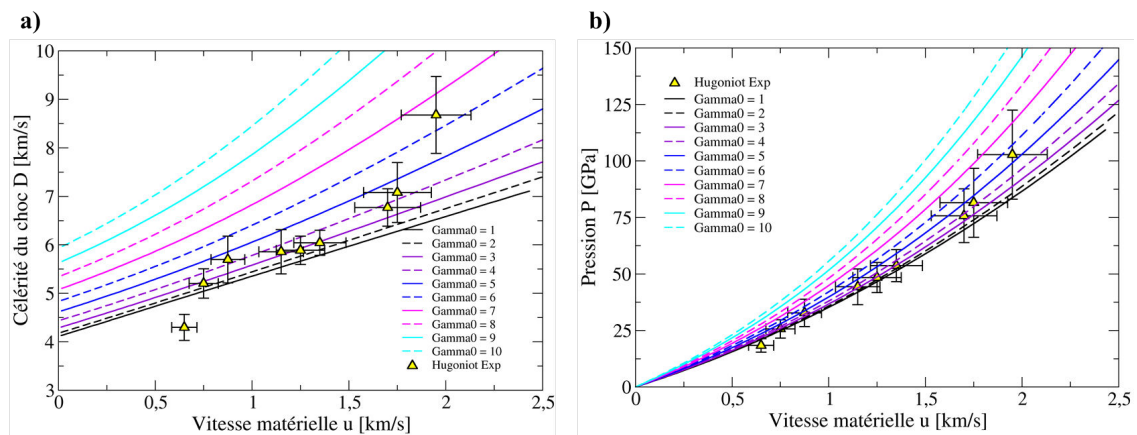 a)
Célérité du choc D [km/s]
10
9
8
7
6
5
4
3
0
0,5
1
1,5
2
2,5
Vitesse matérielle u [km/s]
Gamma0 = 1
Gamma0 = 2
Gamma0 = 3
Gamma0 = 4
Gamma0 = 5
Gamma0 = 6
Gamma0 = 7
Gamma0 = 8
Gamma0 = 9
Gamma0 = 10
Hugoniot Exp
b)
Pression P [GPa]
150
125
100
75
50
25
0
0
0,5
1
1,5
2
2,5
Vitesse matérielle u [km/s]
Hugoniot Exp
Gamma0 = 1
Gamma0 = 2
Gamma0 = 3
Gamma0 = 4
Gamma0 = 5
Gamma0 = 6
Gamma0 = 7
Gamma0 = 8
Gamma0 = 9
Gamma0 = 10